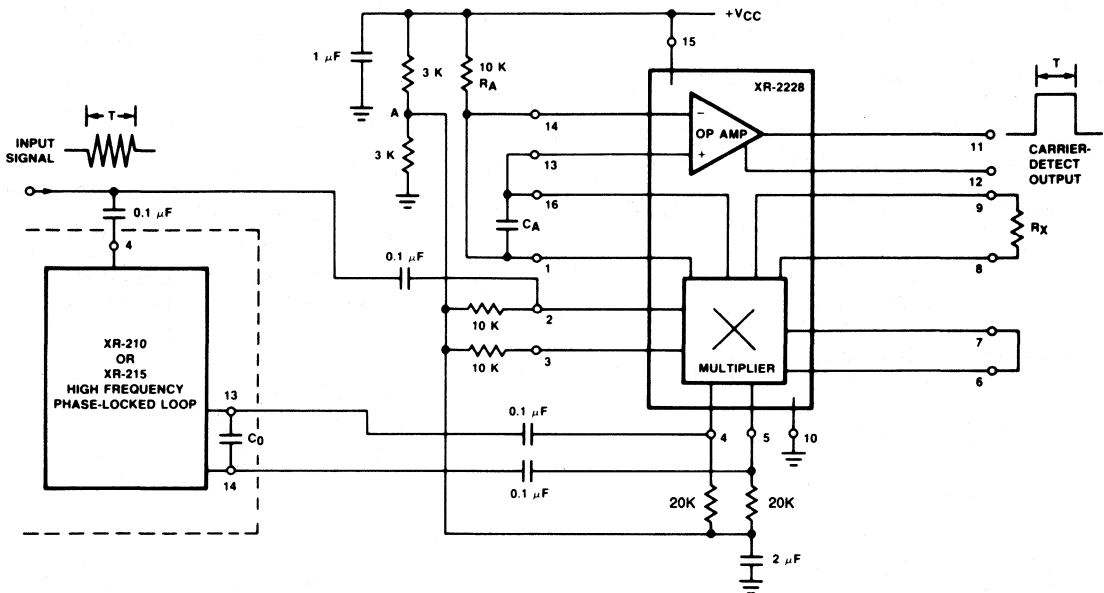 +VCC
15
1 µF
3 K
10 K
RA
XR-2228
T
A
14
−
OP AMP
+
11
12
CARRIER-
DETECT
OUTPUT
T
INPUT
SIGNAL
3 K
13
16
9
RX
8
0.1 µF
CA
4
0.1 µF
1
2
10 K
3
10 K
MULTIPLIER
7
6
XR-210
OR
XR-215
HIGH FREQUENCY
PHASE-LOCKED LOOP
13
C0
14
0.1 µF
0.1 µF
4
5
10
20K
20K
2 µF